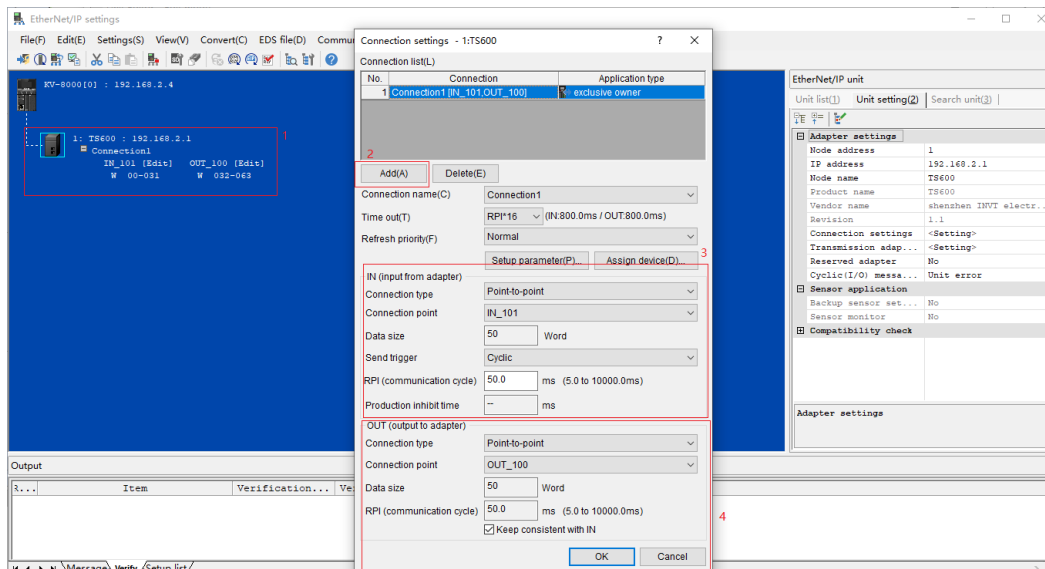 EtherNet/IP settings
File(F) Edit(E) Settings(S) View(V) Convert(C) EDS file(D) Commu
KV-8000[0] : 192.168.2.4
1: TS600 : 192.168.2.1
Connection1
IN_101 [Edit] OUT_100 [Edit]
W 00-031 W 032-063
1
Connection settings - 1:TS600
Connection list(L)
No. Connection Application type
1 Connection1 [IN_101,OUT_100] exclusive owner
2
Add(A) Delete(E)
Connection name(C) Connection1
Time out(T) RPI*16 (IN:800.0ms / OUT:800.0ms)
Refresh priority(F) Normal
Setup parameter(P)... Assign device(D)...
3
IN (input from adapter)
Connection type Point-to-point
Connection point IN_101
Data size 50 Word
Send trigger Cyclic
RPI (communication cycle) 50.0 ms (5.0 to 10000.0ms)
Production inhibit time -- ms
OUT (output to adapter)
Connection type Point-to-point
Connection point OUT_100
Data size 50 Word
RPI (communication cycle) 50.0 ms (5.0 to 10000.0ms)
Keep consistent with IN
4
OK Cancel
EtherNet/IP unit
Unit list(1) Unit setting(2) Search unit(3)
Adapter settings
Node address 1
IP address 192.168.2.1
Node name TS600
Product name TS600
Vendor name shenzhen INVT electr..
Revision 1.1
Connection settings <Setting>
Transmission adap... <Setting>
Reserved adapter No
Cyclic(I/O) messa... Unit error
Sensor application
Backup sensor set... No
Sensor monitor No
Compatibility check
Adapter settings
Output
R... Item Verification... Ve
Message Verify Setup list